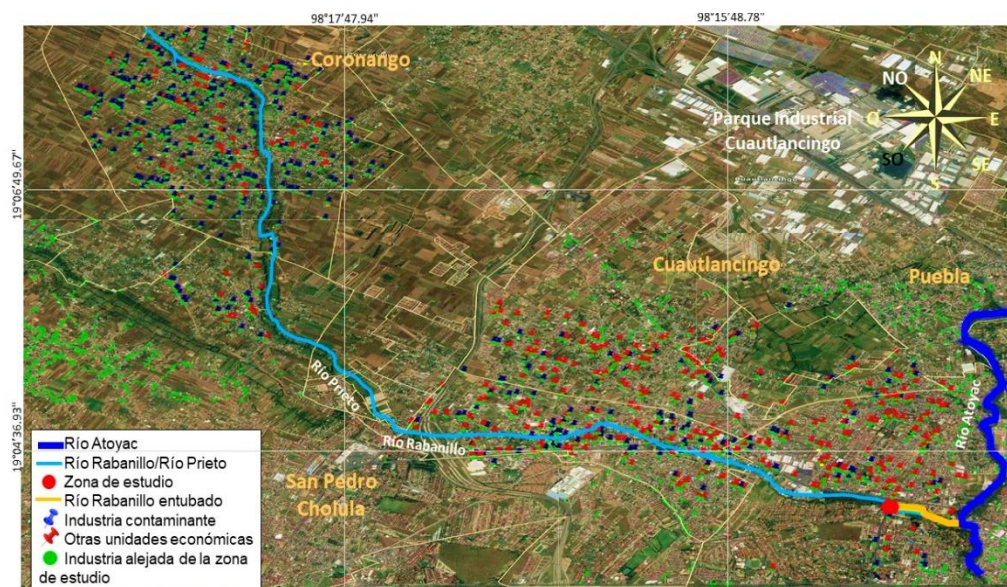 98°17'47.94"
98°15'48.78"
Coronango
N
NO
NE
Parque Industrial
Cuautlancingo
O
E
SO
SE
S
19°06'49.67"
Cuautlancingo
Puebla
Río Prieto
Río Atoyac
19°04'36.93"
Río Rabanillo
San Pedro
Cholula
Río Atoyac
Río Rabanillo/Río Prieto
Zona de estudio
Río Rabanillo entubado
Industria contaminante
Otras unidades económicas
Industria alejada de la zona
de estudio